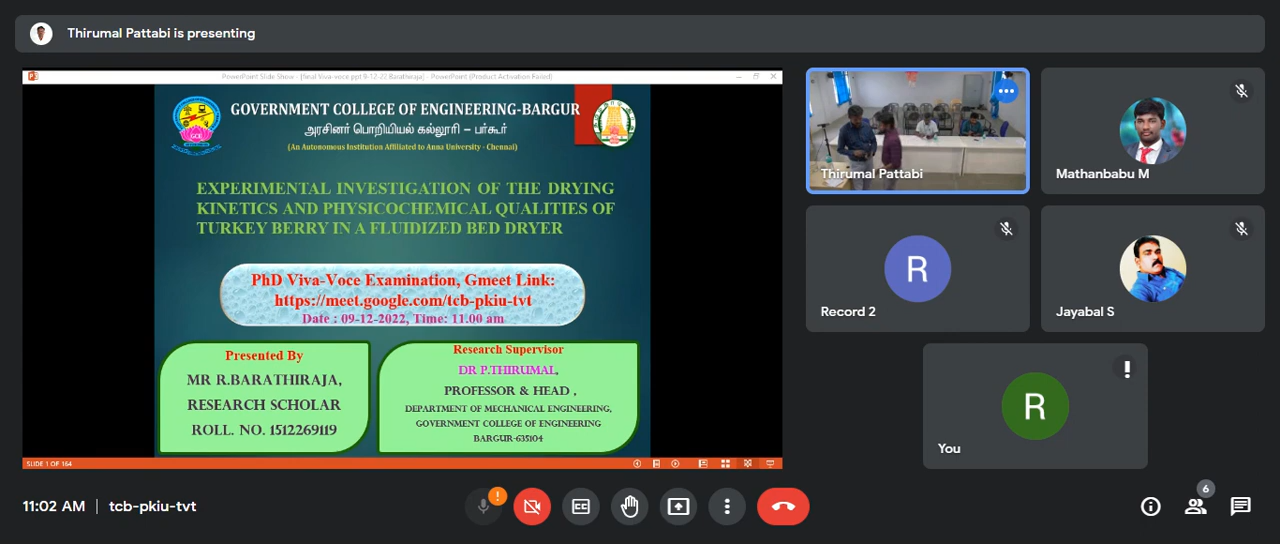 Thirumal Pattabi is presenting
PowerPoint Slide Show - [final Viva-voce ppt 9-12-22 Barathiraja] - PowerPoint (Product Activation Failed)
GOVERNMENT COLLEGE OF ENGINEERING-BARGUR
அரசினர் பொறியியல் கல்லூரி – பர்கூர்
(An Autonomous Institution Affiliated to Anna University - Chennai)
EXPERIMENTAL INVESTIGATION OF THE DRYING
KINETICS AND PHYSICOCHEMICAL QUALITIES OF
TURKEY BERRY IN A FLUIDIZED BED DRYER
PhD Viva-Voce Examination, Gmeet Link:
https://meet.google.com/tcb-pkiu-tvt
Date : 09-12-2022, Time: 11.00 am
Presented By
MR R.BARATHIRAJA,
RESEARCH SCHOLAR
ROLL. NO. 1512269119
Research Supervisor
DR P.THIRUMAL,
PROFESSOR & HEAD ,
DEPARTMENT OF MECHANICAL ENGINEERING,
GOVERNMENT COLLEGE OF ENGINEERING
BARGUR-635104
SLIDE 1 OF 164
Thirumal Pattabi
Mathanbabu M
R
Record 2
Jayabal S
R
You
11:02 AM | tcb-pkiu-tvt
CC
6